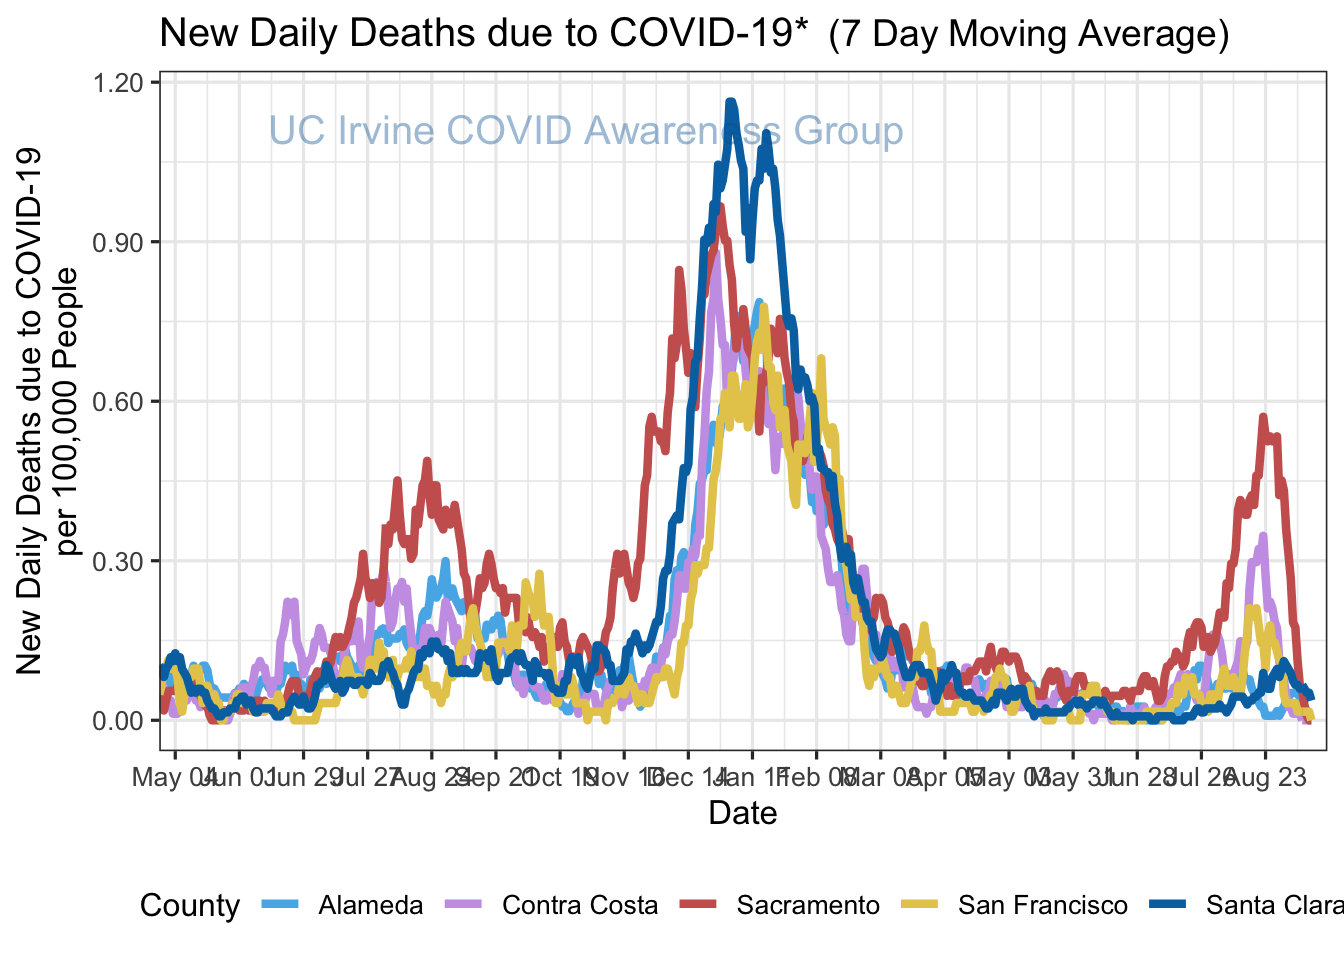 New Daily Deaths due to COVID-19* (7 Day Moving Average)
UC Irvine COVID Awareness Group
New Daily Deaths due to COVID-19
per 100,000 People
1.20
0.90
0.60
0.30
0.00
May 04 Jun 01 Jun 29 Jul 27 Aug 24 Sep 21 Oct 19 Nov 16 Dec 14 Jan 11 Feb 08 Mar 08 Apr 05 May 03 May 31 Jun 28 Jul 26 Aug 23
Date
County Alameda Contra Costa Sacramento San Francisco Santa Clara